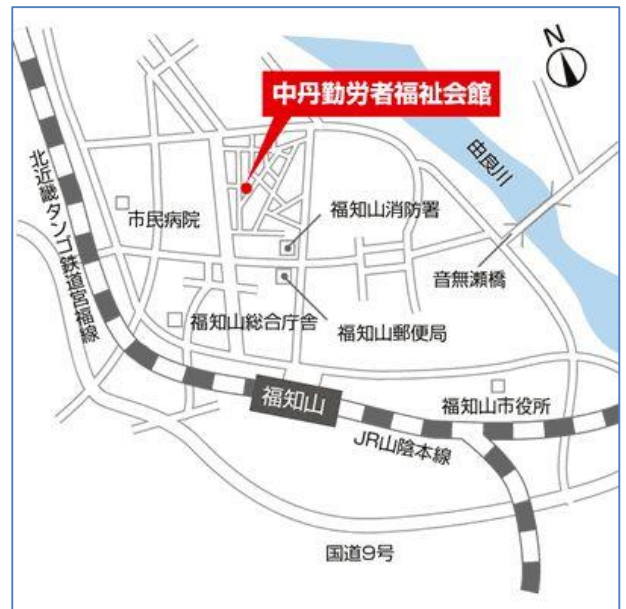 N
中丹勤労者福祉会館
由良川
北近畿タンゴ鉄道宮福線
市民病院
福知山消防署
音無瀬橋
福知山総合庁舎
福知山郵便局
福知山
福知山市役所
JR山陰本線
国道9号